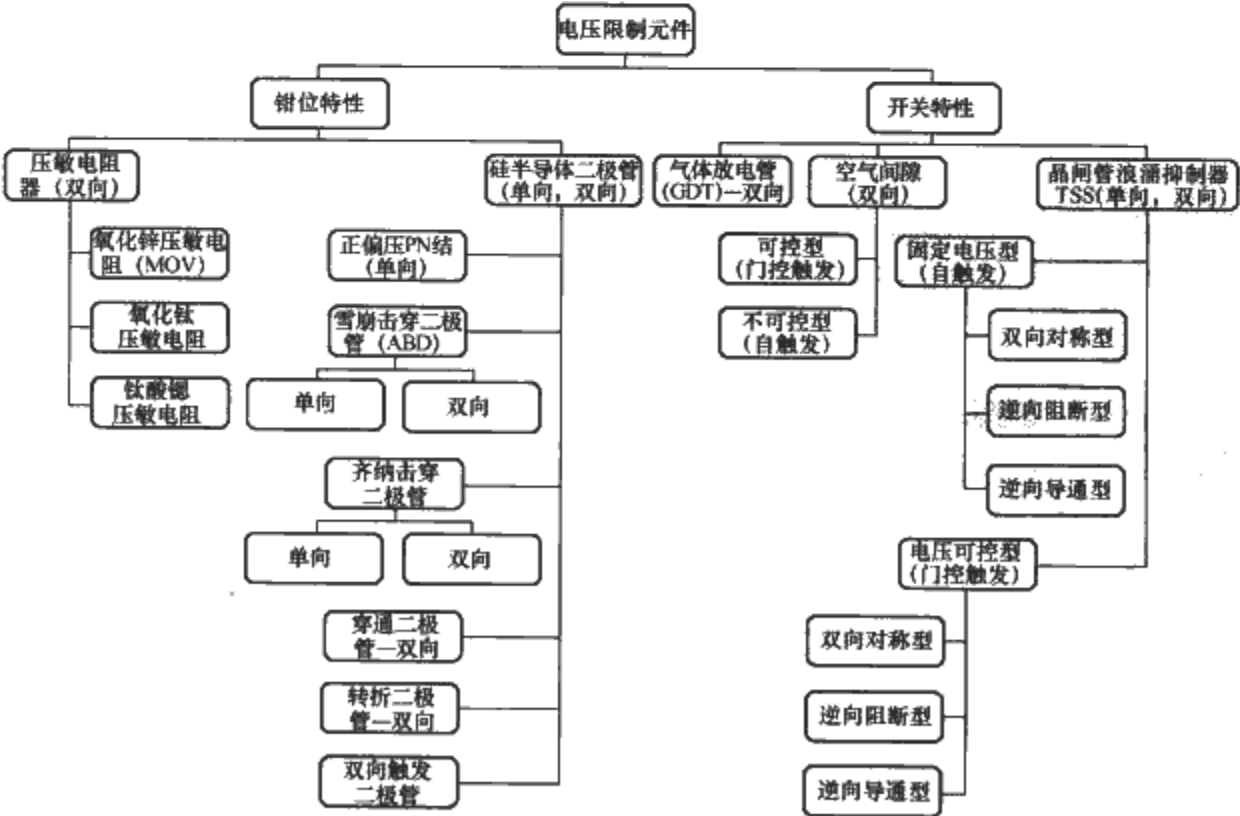 电压限制元件
钳位特性
开关特性
压敏电阻
器（双向）
硅半导体二极管
(单向，双向)
气体放电管
(GDT)—双向
空气间隙
(双向)
晶闸管浪涌抑制器
TSS(单向，双向)
氧化锌压敏电
阻（MOV）
氧化钛
压敏电阻
钛酸锶
压敏电阻
正偏压PN结
(单向)
雪崩击穿二极
管（ABD）
单向
双向
齐纳击穿
二极管
单向
双向
穿通二极
管—双向
转折二极
管—双向
双向触发
二极管
可控型
(门控触发)
不可控型
(自触发)
固定电压型
(自触发)
双向对称型
逆向阻断型
逆向导通型
电压可控型
(门控触发)
双向对称型
逆向阻断型
逆向导通型